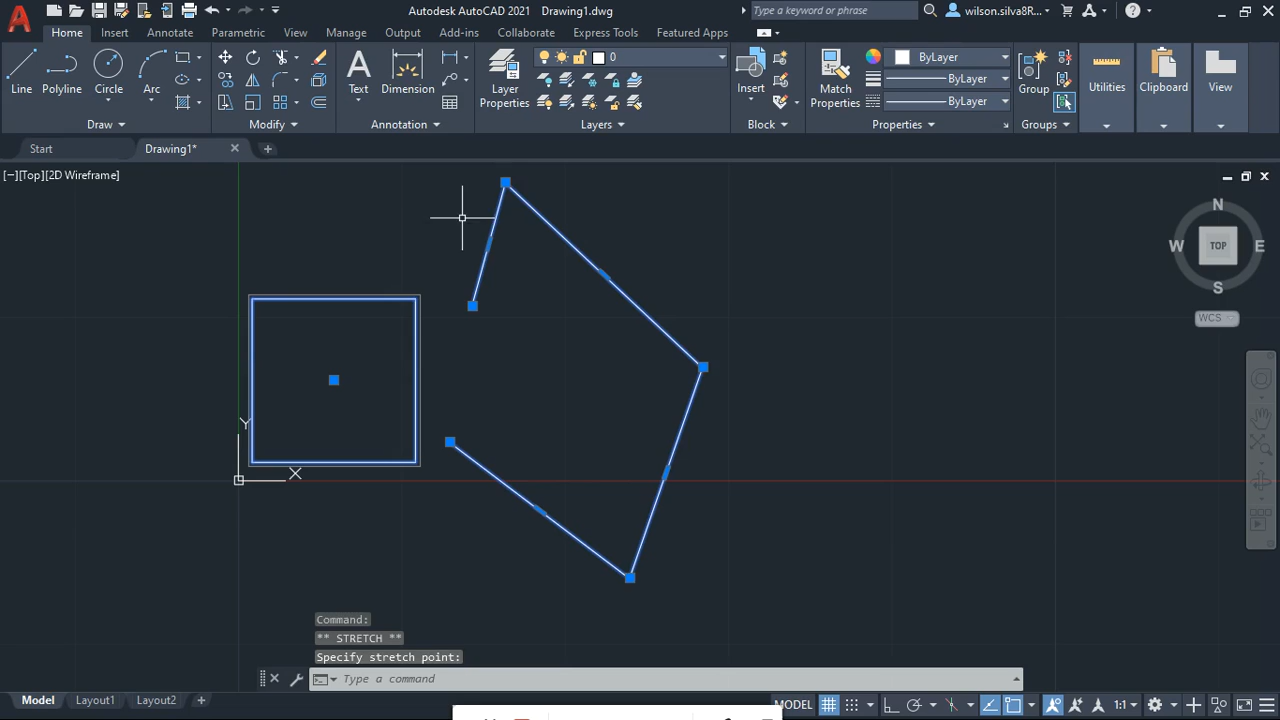 Autodesk AutoCAD 2021 Drawing1.dwg
Type a keyword or phrase
wilson.silva8R...
Home Insert Annotate Parametric View Manage Output Add-ins Collaborate Express Tools Featured Apps
Line Polyline Circle Arc
Text Dimension
Layer Properties
0
Insert
Match Properties
ByLayer
ByLayer
ByLayer
Group
Utilities
Clipboard
View
Draw Modify Annotation Layers Block Properties Groups
Start Drawing1*
[−][Top][2D Wireframe]
N
W TOP E
S
WCS
Y
X
Command:
** STRETCH **
Specify stretch point:
Type a command
Model Layout1 Layout2
MODEL 1:1